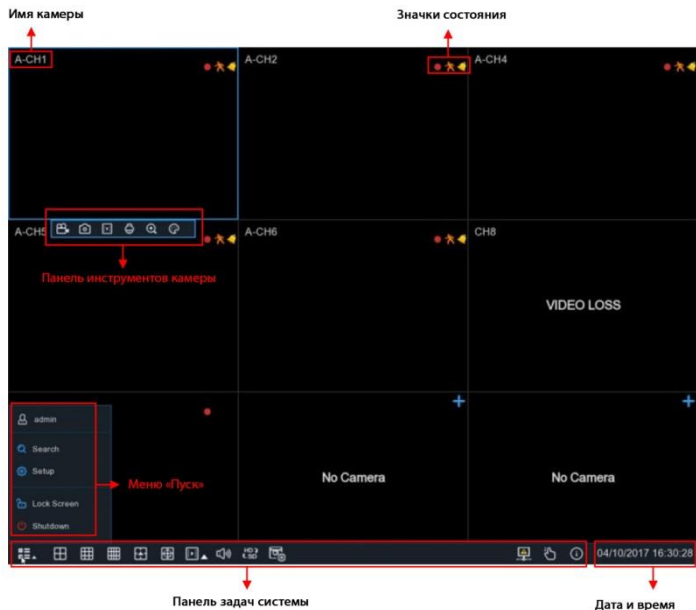 Имя камеры
Значки состояния
A-CH1
A-CH2
A-CH4
A-CH5
A-CH6
CH8
Панель инструментов камеры
VIDEO LOSS
admin
Search
Setup
Меню «Пуск»
No Camera
No Camera
Lock Screen
Shutdown
HD
SD
04/10/2017 16:30:28
Панель задач системы
Дата и время